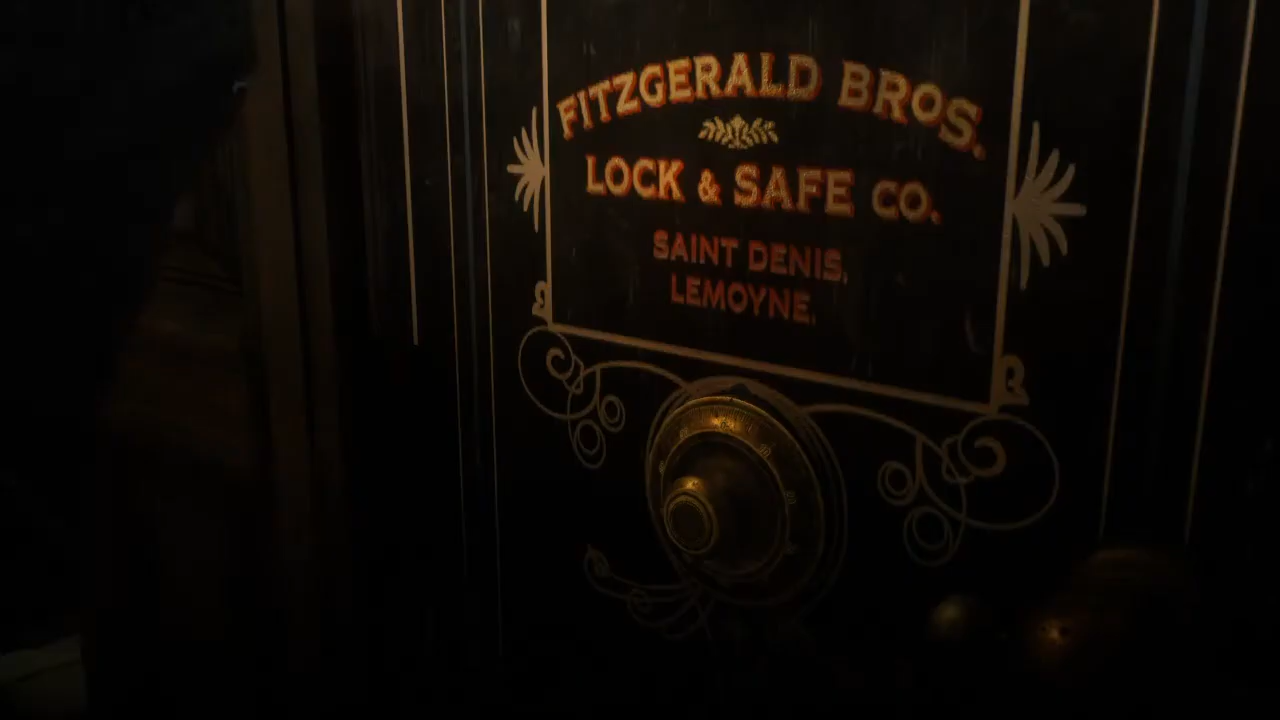 FITZGERALD BROS.
LOCK & SAFE CO.
SAINT DENIS,
LEMOYNE.